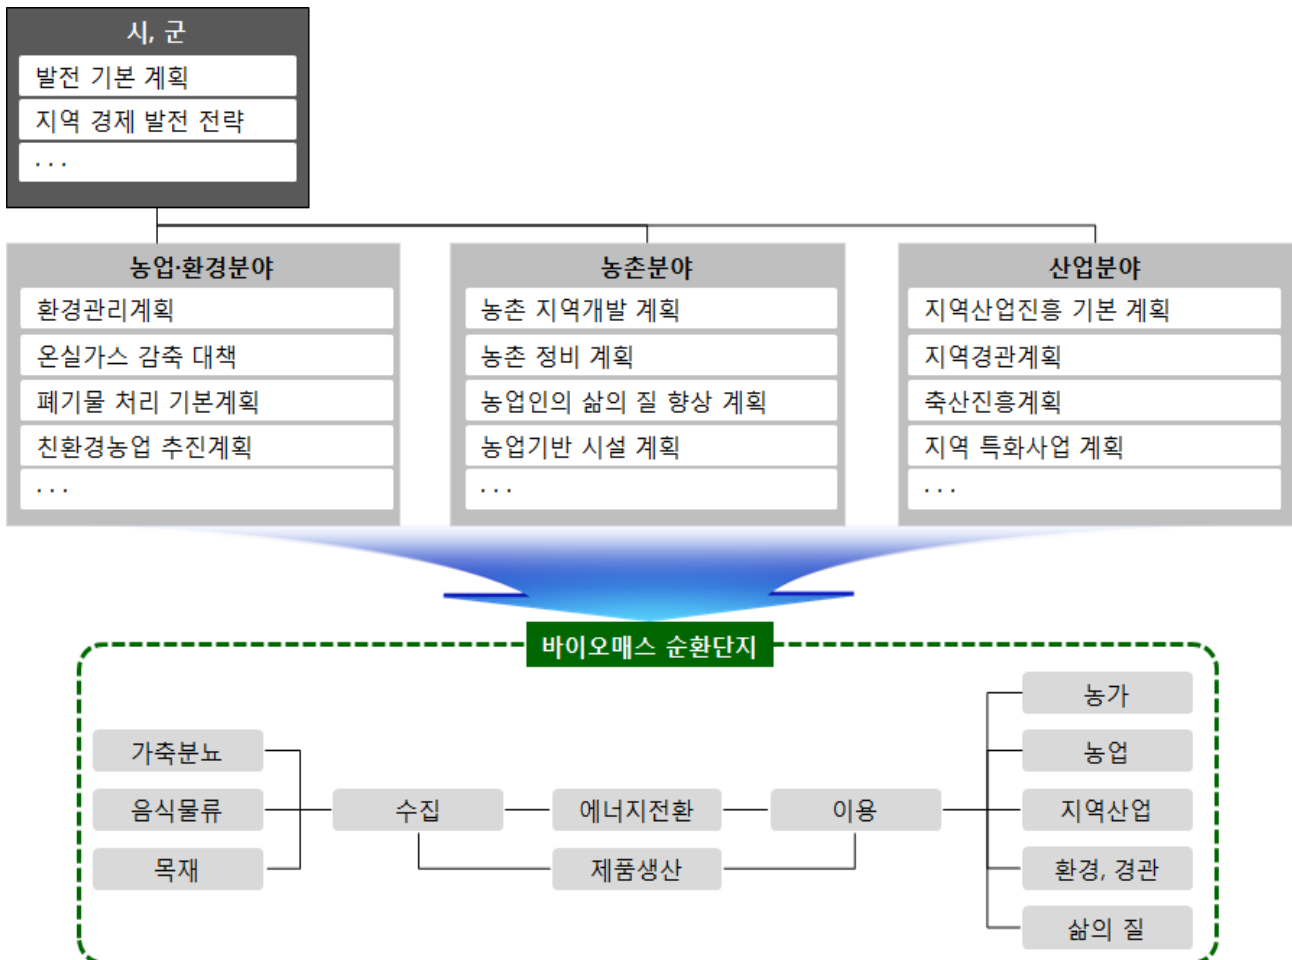 시, 군
발전 기본 계획
지역 경제 발전 전략
. . .
농업·환경분야
환경관리계획
온실가스 감축 대책
폐기물 처리 기본계획
친환경농업 추진계획
. . .
농촌분야
농촌 지역개발 계획
농촌 정비 계획
농업인의 삶의 질 향상 계획
농업기반 시설 계획
. . .
산업분야
지역산업진흥 기본 계획
지역경관계획
축산진흥계획
지역 특화사업 계획
. . .
바이오매스 순환단지
가축분뇨
음식물류
목재
수집
에너지전환
제품생산
이용
농가
농업
지역산업
환경, 경관
삶의 질